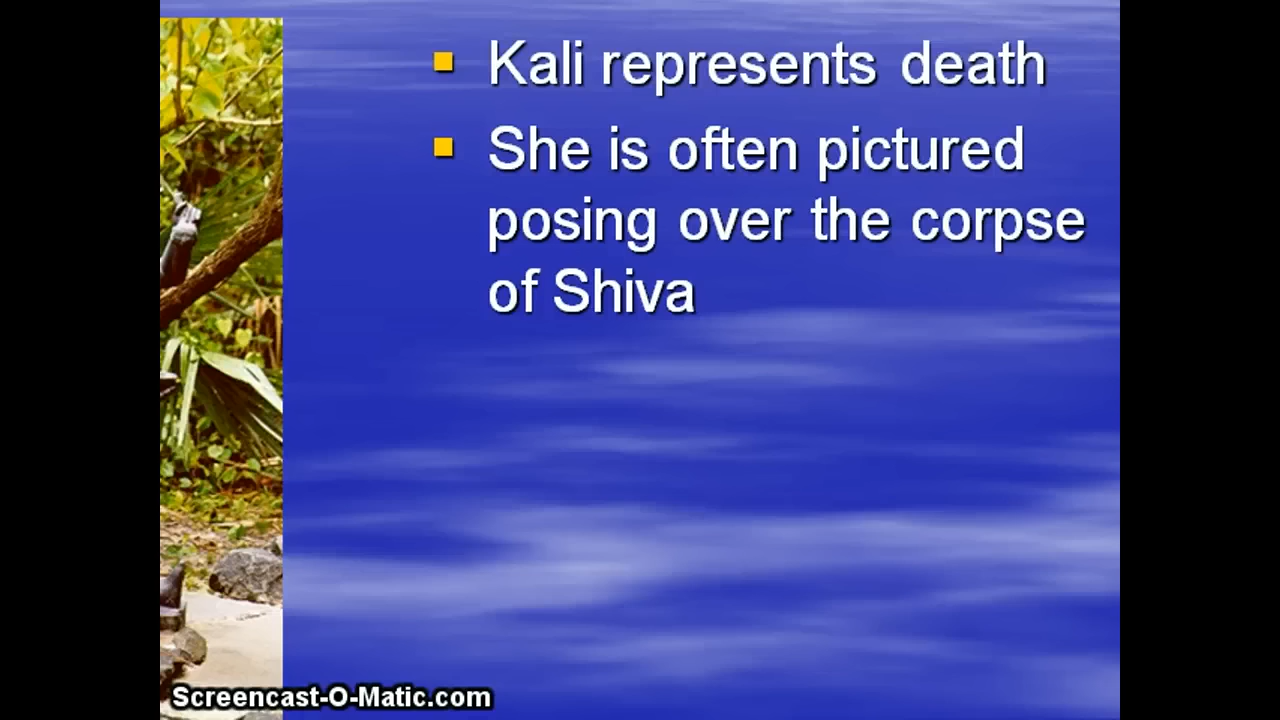 Kali represents death
She is often pictured
posing over the corpse
of Shiva
Screencast-O-Matic.com